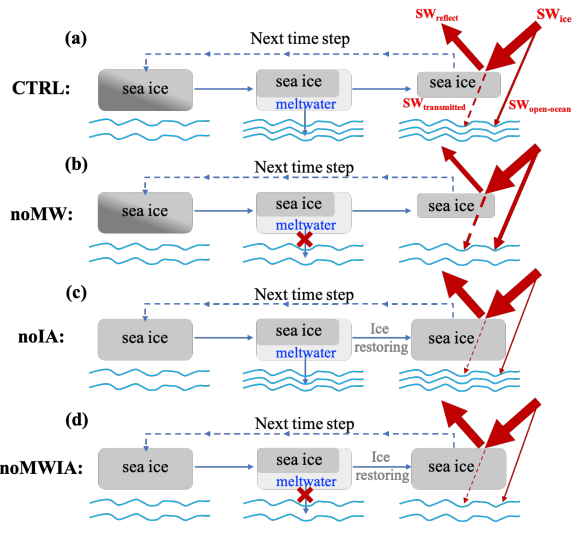 (a)
Next time step
SWreflect
SWice
CTRL:
sea ice
sea ice
meltwater
sea ice
SWtransmitted
SWopen-ocean
(b)
Next time step
noMW:
sea ice
sea ice
meltwater
sea ice
(c)
Next time step
noIA:
sea ice
sea ice
meltwater
Ice
restoring
sea ice
(d)
Next time step
noMWIA:
sea ice
sea ice
meltwater
Ice
restoring
sea ice